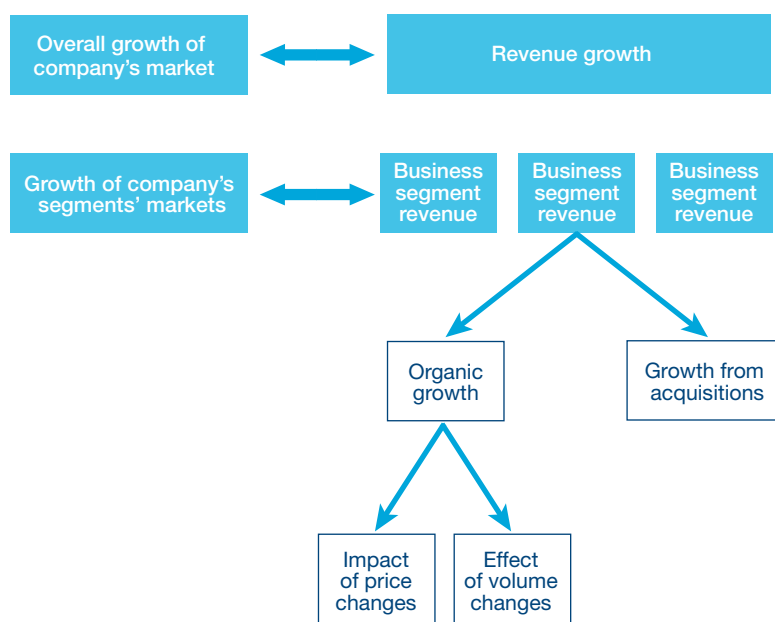 Overall growth of
company's market
Revenue growth
Growth of company's
segments' markets
Business
segment
revenue
Business
segment
revenue
Business
segment
revenue
Organic
growth
Growth from
acquisitions
Impact
of price
changes
Effect
of volume
changes